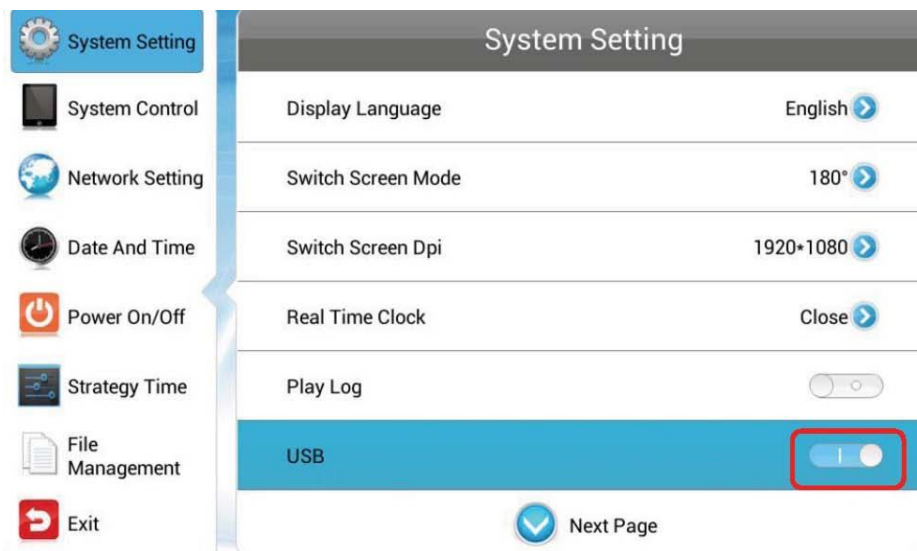 System Setting
System Control
Network Setting
Date And Time
Power On/Off
Strategy Time
File
Management
Exit
System Setting
Display Language English
Switch Screen Mode 180°
Switch Screen Dpi 1920*1080
Real Time Clock Close
Play Log
USB
Next Page